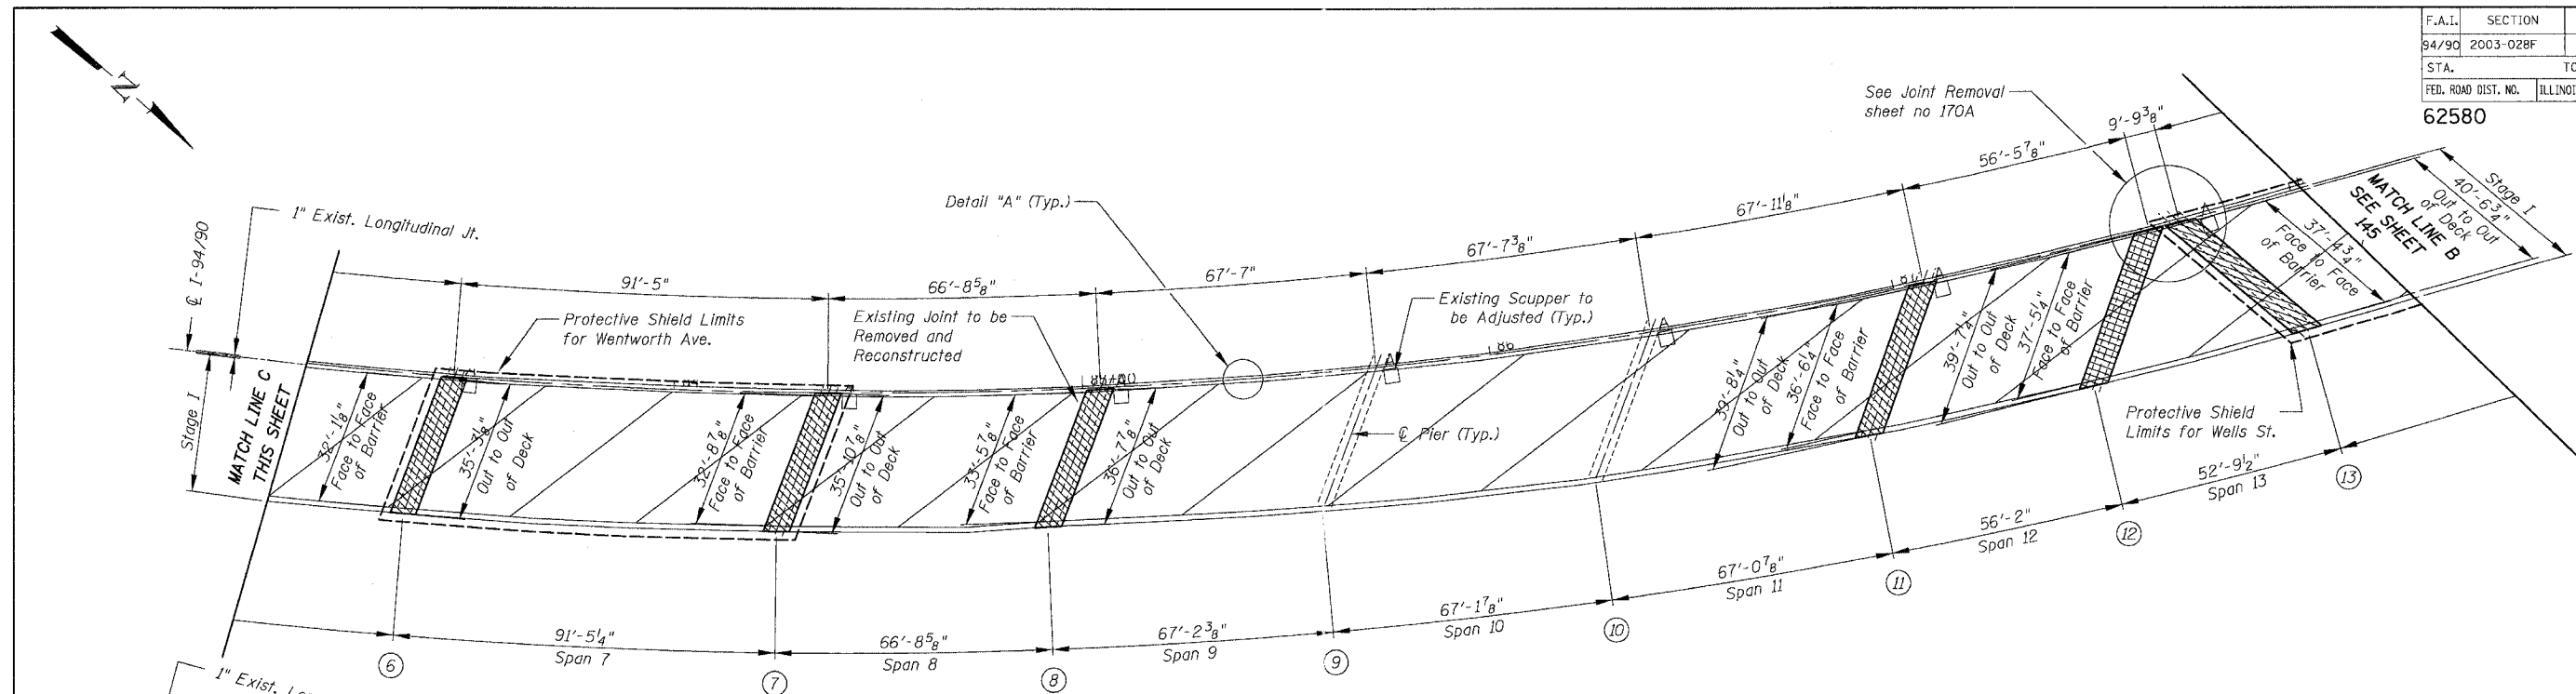 F.A.I. SECTION
94/90 2003-028F
STA.
FED. ROAD DIST. NO.
62580
N
See Joint Removal
sheet no 170A
9'-9 3/8"
56'-5 7/8"
67'-11 1/8"
67'-7 3/8"
67'-7"
66'-8 5/8"
91'-5"
Detail "A" (Typ.)
1" Exist. Longitudinal Jt.
℄ I-94/90
Stage I
MATCH LINE C
THIS SHEET
Protective Shield Limits
for Wentworth Ave.
Existing Joint to be
Removed and
Reconstructed
Existing Scupper to
be Adjusted (Typ.)
℄ Pier (Typ.)
32'-1 1/8"
Face to Face
of Barrier
35'-3 1/8"
Out to Out
of Deck
32'-8 7/8"
Face to Face
of Barrier
35'-10 7/8"
Out to Out
of Deck
33'-5 7/8"
Face to Face
of Barrier
36'-7 7/8"
Out to Out
of Deck
39'-8 1/4"
Out to Out
of Deck
36'-6 1/4"
Face to Face
of Barrier
39'-7 1/4"
Out to Out
of Deck
37'-5 1/4"
Face to Face
of Barrier
37'-4 3/4"
Face to Face
of Barrier
MATCH LINE B
SEE SHEET
145
40'-6 3/4"
Out to Out
of Deck
Stage I
Protective Shield
Limits for Wells St.
91'-5 1/4"
Span 7
66'-8 5/8"
Span 8
67'-2 3/8"
Span 9
67'-1 7/8"
Span 10
67'-0 7/8"
Span 11
56'-2"
Span 12
52'-9 1/2"
Span 13
6
7
8
9
10
11
12
13
1" Exist.